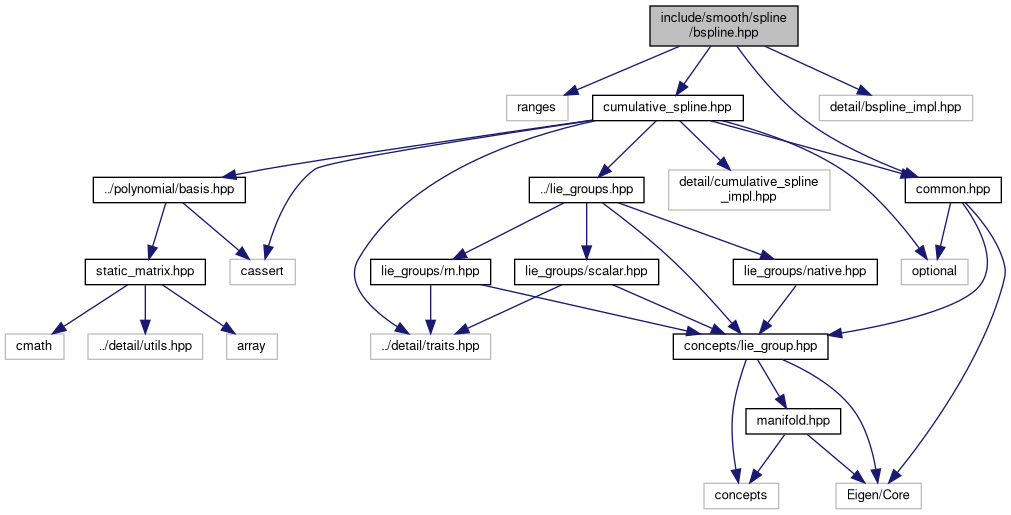 include/smooth/spline
/bspline.hpp
ranges
cumulative_spline.hpp
detail/bspline_impl.hpp
../polynomial/basis.hpp
../lie_groups.hpp
detail/cumulative_spline
_impl.hpp
common.hpp
static_matrix.hpp
cassert
lie_groups/rn.hpp
lie_groups/scalar.hpp
lie_groups/native.hpp
optional
cmath
../detail/utils.hpp
array
../detail/traits.hpp
concepts/lie_group.hpp
manifold.hpp
concepts
Eigen/Core